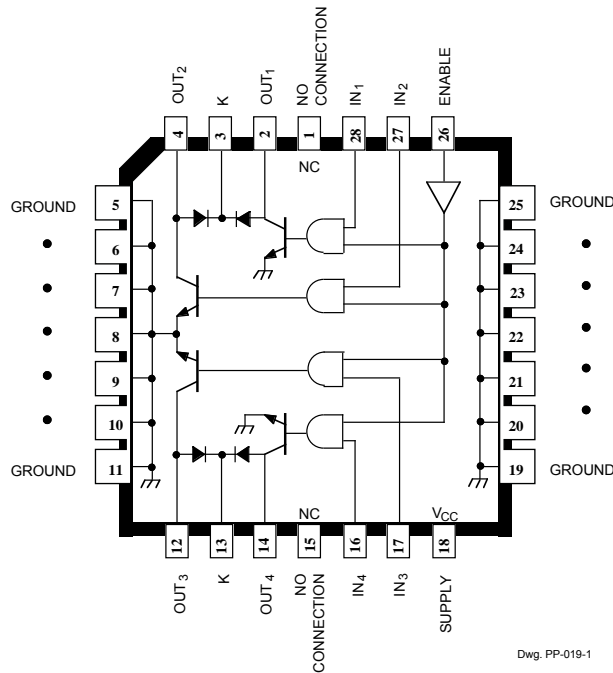 OUT2
K
OUT1
NO
CONNECTION
IN1
IN2
ENABLE
4
3
2
1
28
27
26
NC
GROUND
5
25
GROUND
6
24
7
23
8
22
9
21
10
20
GROUND
11
19
GROUND
NC
VCC
12
13
14
15
16
17
18
OUT3
K
OUT4
NO
CONNECTION
IN4
IN3
SUPPLY
Dwg. PP-019-1